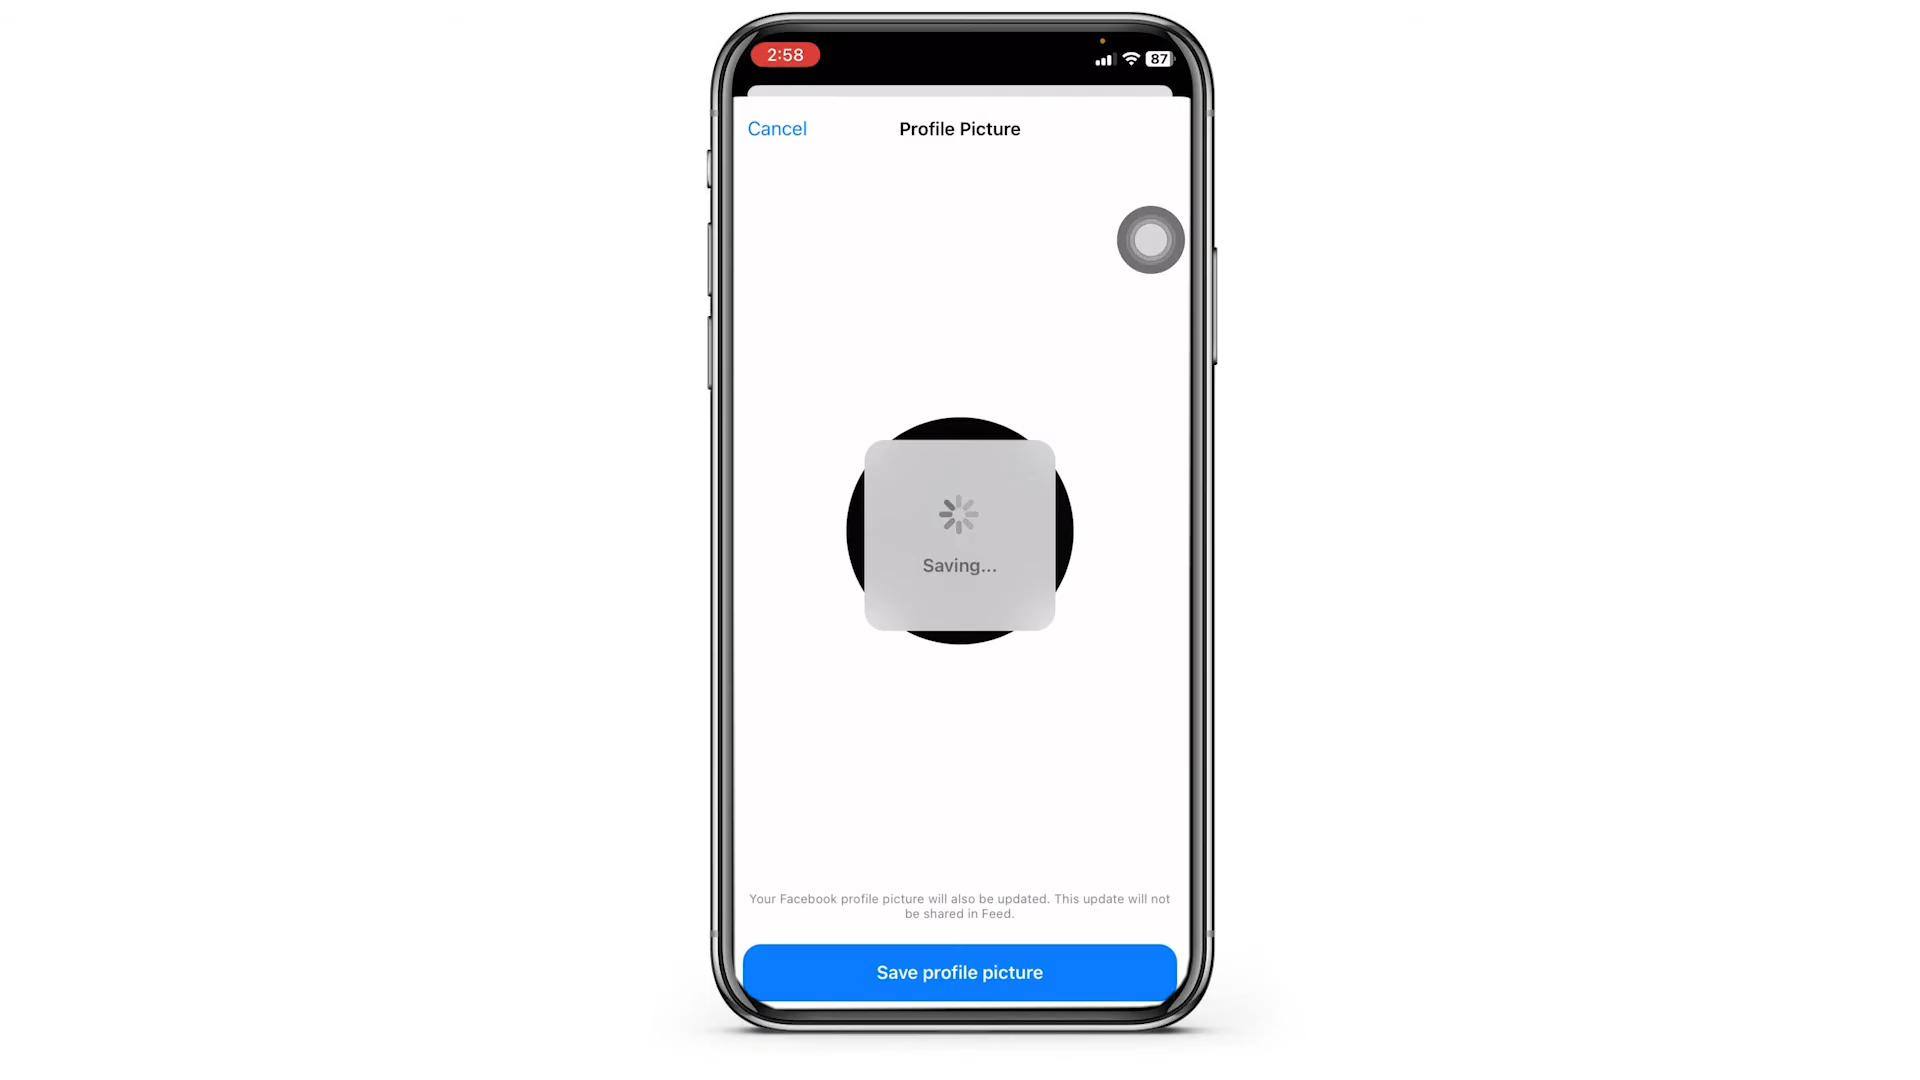 2:58
87
Cancel
Profile Picture
Saving...
Your Facebook profile picture will also be updated. This update will not
be shared in Feed.
Save profile picture